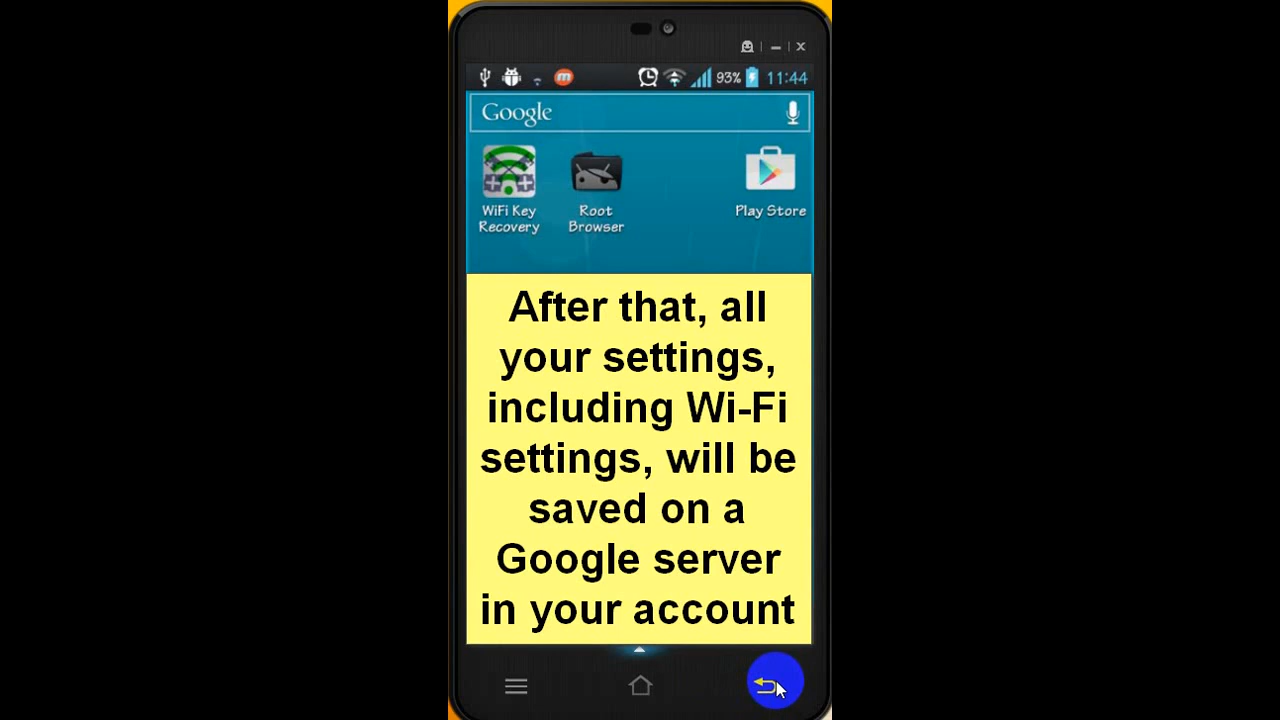 93% 11:44
Google
WiFi Key Recovery
Root Browser
Play Store
After that, all
your settings,
including Wi-Fi
settings, will be
saved on a
Google server
in your account